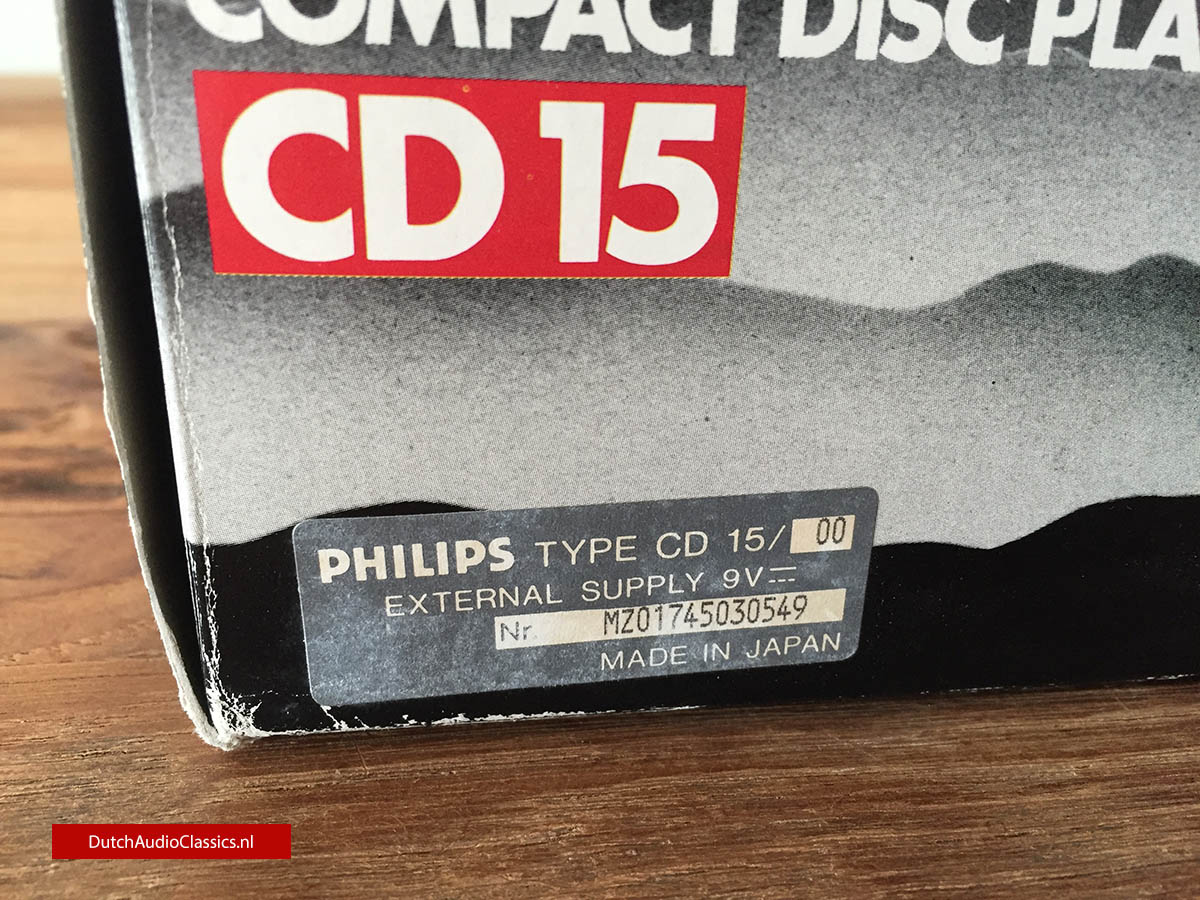 COMPACT DISC PLA
CD 15
PHILIPS TYPE CD 15/ 00
EXTERNAL SUPPLY 9V⎓
Nr. MZ01745030549
MADE IN JAPAN
DutchAudioClassics.nl